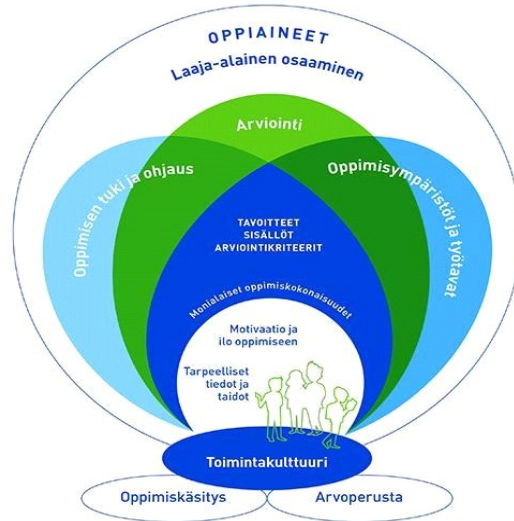 OPPIAINEET
Laaja-alainen osaaminen
Arviointi
Oppimisen tuki ja ohjaus
Oppimisympäristöt ja työtavat
TAVOITTEET
SISÄLLÖT
ARVIOINTIKRITEERIT
Monialaiset oppimiskokonaisuudet
Motivaatio ja
ilo oppimiseen
Tarpeelliset
tiedot ja
taidot
Toimintakulttuuri
Oppimiskäsitys
Arvoperusta